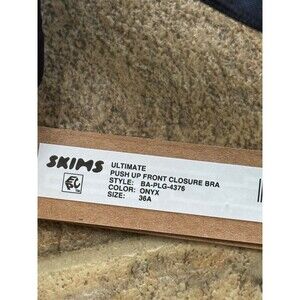 SKIMS
ULTIMATE
PUSH UP FRONT CLOSURE BRA
STYLE: BA-PLG-4376
COLOR: ONYX
SIZE: 36A